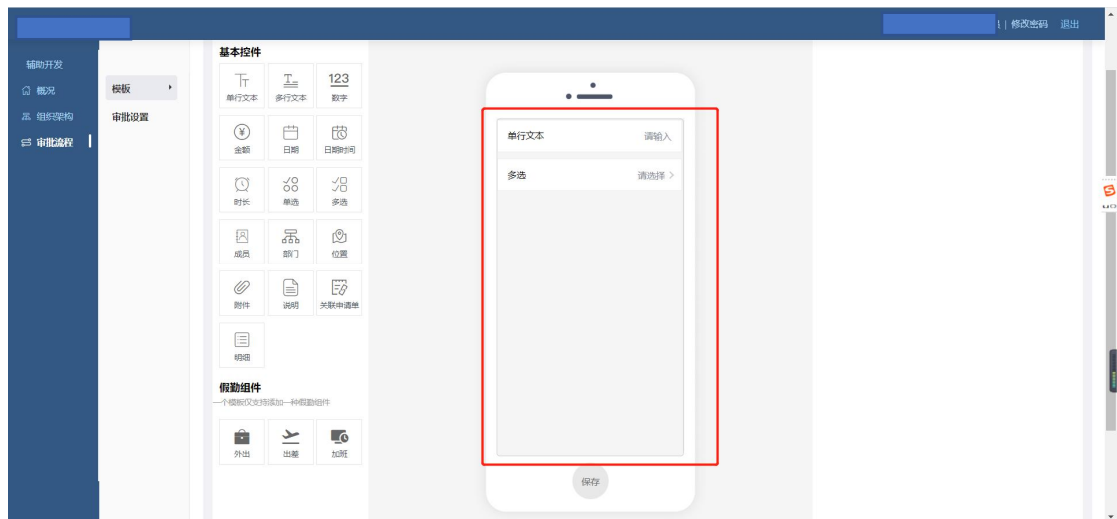 | 修改密码 退出
辅助开发
概况
组织架构
审批流程
模板
审批设置
基本控件
单行文本 多行文本 数字
金额 日期 日期时间
时长 单选 多选
成员 部门 位置
附件 说明 关联申请单
明细
假勤组件
一个模板仅支持添加一种假勤组件
外出 出差 加班
单行文本 请输入
多选 请选择
保存